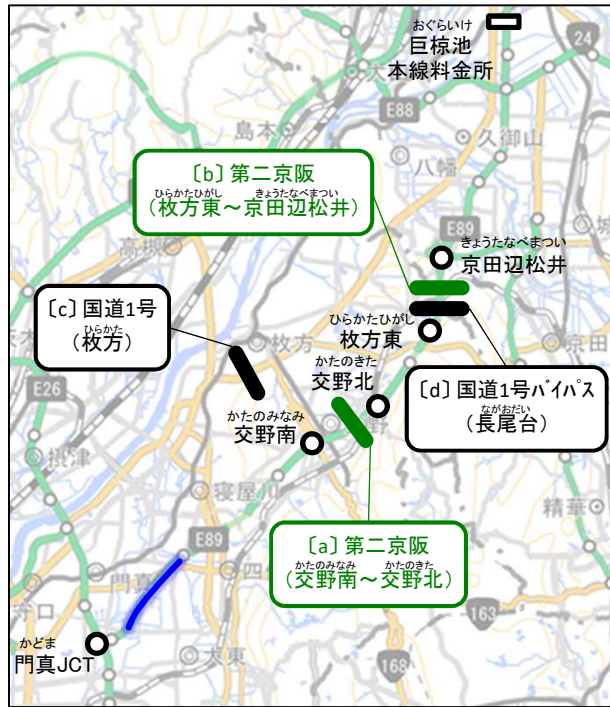 おぐらいけ
巨椋池
本線料金所
24
大
E88
島本
久御山
八幡
〔b〕第二京阪
ひらかたひがし きょうたなべまつい
（枚方東～京田辺松井）
E89
城
きょうたなべまつい
京田辺松井
高槻
〔c〕国道1号
ひらかた
（枚方）
ひらかたひがし
枚方東
枚方
京田
かたのきた
交野北
〔d〕国道1号バイパス
ながおだい
（長尾台）
E26
かたのみなみ
交野南
野
摂津
寝屋川
精華
E89
〔a〕第二京阪
かたのみなみ かたのきた
（交野南～交野北）
門真
四
守口
163
かどま
門真JCT
大東
168